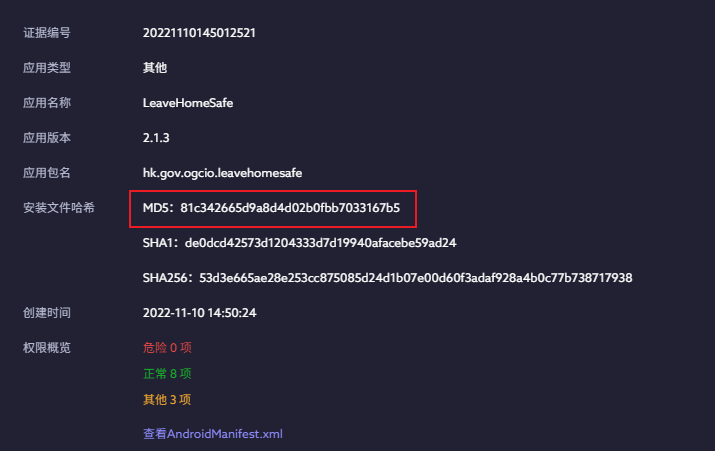 证据编号 20221110145012521
应用类型 其他
应用名称 LeaveHomeSafe
应用版本 2.1.3
应用包名 hk.gov.ogcio.leavehomesafe
安装文件哈希 MD5：81c342665d9a8d4d02b0fbb7033167b5
SHA1：de0dcd42573d1204333d7d19940afacebe59ad24
SHA256：53d3e665ae28e253cc875085d24d1b07e00d60f3adaf928a4b0c77b738717938
创建时间 2022-11-10 14:50:24
权限概览 危险 0 项
正常 8 项
其他 3 项
查看AndroidManifest.xml